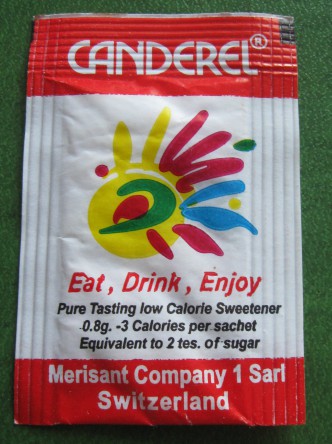 CANDEREL®
Eat, Drink, Enjoy
Pure Tasting low Calorie Sweetener
0.8g. -3 Calories per sachet
Equivalent to 2 tes. of sugar
Merisant Company 1 Sarl
Switzerland